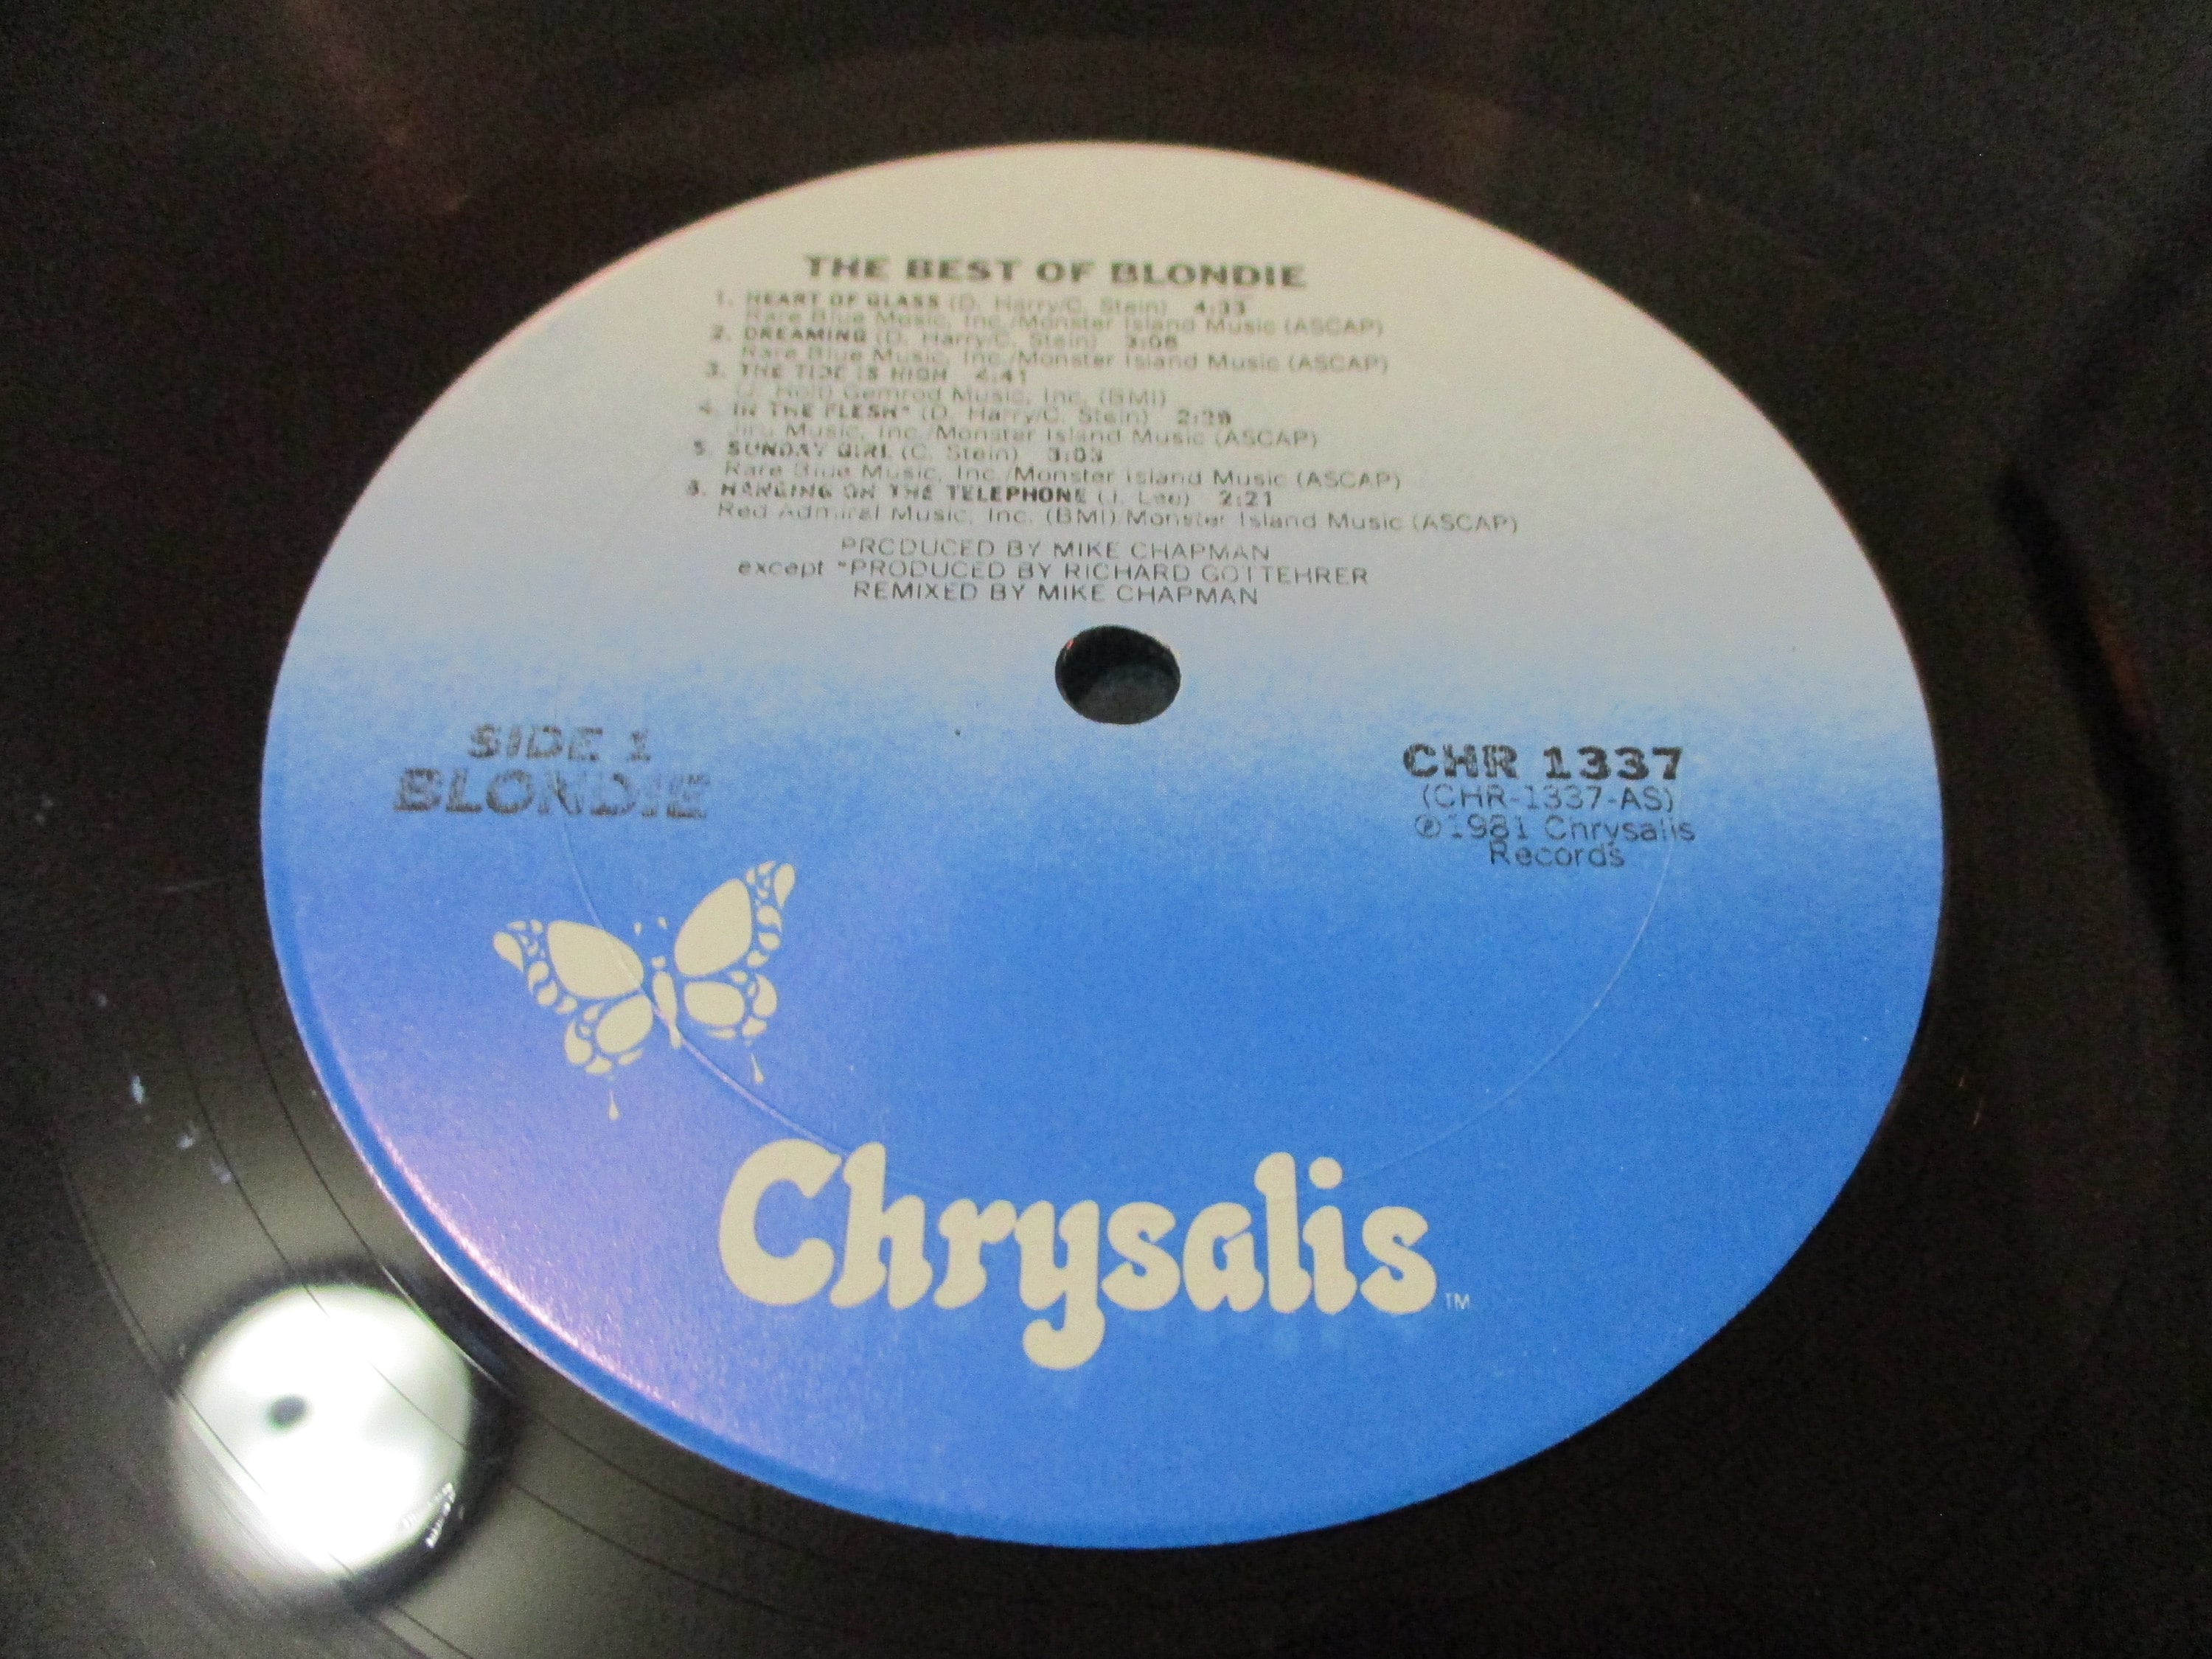 THE BEST OF BLONDIE
1. HEART OF GLASS (D. Harry/C. Stein) 4:33
Rare Blue Music, Inc./Monster Island Music (ASCAP)
2. DREAMING (D. Harry/C. Stein)
Rare Blue Music, Inc./Monster Island Music (ASCAP)
3. THE TIDE IS HIGH 4:41
(J. Holt) Gemrod Music, Inc. (BMI)
4. IN THE FLESH* (D. Harry/C. Stein)
Jiru Music, Inc./Monster Island Music (ASCAP)
5. SUNDAY GIRL (C. Stein) 3:03
Rare Blue Music, Inc./Monster Island Music (ASCAP)
6. HANGING ON THE TELEPHONE (J. Lee) 2:21
Red Admiral Music, Inc. (BMI)/Monster Island Music (ASCAP)
PRODUCED BY MIKE CHAPMAN
except *PRODUCED BY RICHARD GOTTEHRER
REMIXED BY MIKE CHAPMAN
SIDE 1
BLONDIE
CHR 1337
(CHR-1337-AS)
℗1981 Chrysalis
Records
Chrysalis™